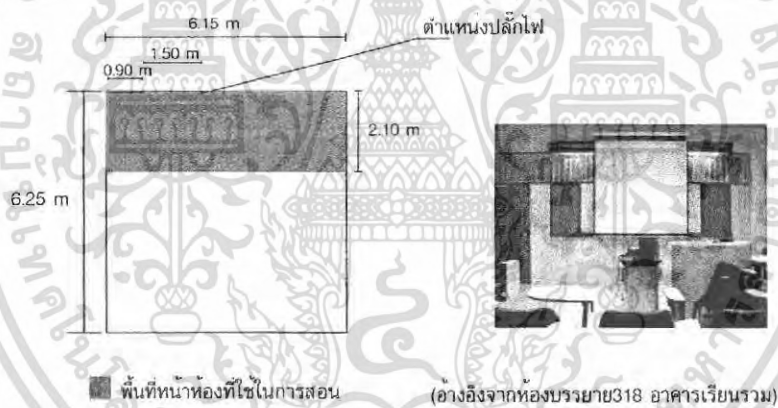 6.15 m
ตำแหน่งปลั๊กไฟ
1.50 m
0.90 m
2.10 m
6.25 m
พื้นที่หน้าห้องที่ใช้ในการสอน
(อ้างอิงจากห้องบรรยาย318 อาคารเรียนรวม)